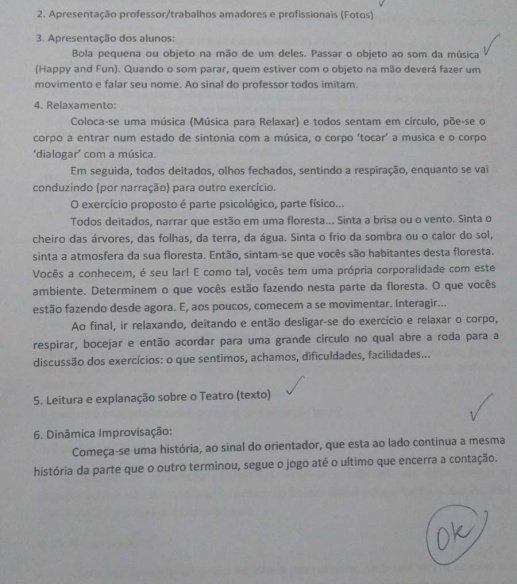 2. Apresentação professor/trabalhos amadores e profissionais (Fotos)
3. Apresentação dos alunos:
Bola pequena ou objeto na mão de um deles. Passar o objeto ao som da música
(Happy and Fun). Quando o som parar, quem estiver com o objeto na mão deverá fazer um
movimento e falar seu nome. Ao sinal do professor todos imitam.
4. Relaxamento:
Coloca-se uma música (Música para Relaxar) e todos sentam em círculo, põe-se o
corpo a entrar num estado de sintonia com a música, o corpo 'tocar' a musica e o corpo
'dialogar' com a música.
Em seguida, todos deitados, olhos fechados, sentindo a respiração, enquanto se vai
conduzindo (por narração) para outro exercício.
O exercício proposto é parte psicológico, parte físico...
Todos deitados, narrar que estão em uma floresta... Sinta a brisa ou o vento. Sinta o
cheiro das árvores, das folhas, da terra, da água. Sinta o frio da sombra ou o calor do sol,
sinta a atmosfera da sua floresta. Então, sintam-se que vocês são habitantes desta floresta.
Vocês a conhecem, é seu lar! E como tal, vocês tem uma própria corporalidade com este
ambiente. Determinem o que vocês estão fazendo nesta parte da floresta. O que vocês
estão fazendo desde agora. E, aos poucos, comecem a se movimentar. Interagir...
Ao final, ir relaxando, deitando e então desligar-se do exercício e relaxar o corpo,
respirar, bocejar e então acordar para uma grande circulo no qual abre a roda para a
discussão dos exercícios: o que sentimos, achamos, dificuldades, facilidades...
5. Leitura e explanação sobre o Teatro (texto)
6. Dinâmica Improvisação:
Começa-se uma história, ao sinal do orientador, que esta ao lado continua a mesma
história da parte que o outro terminou, segue o jogo até o ultimo que encerra a contação.
OK